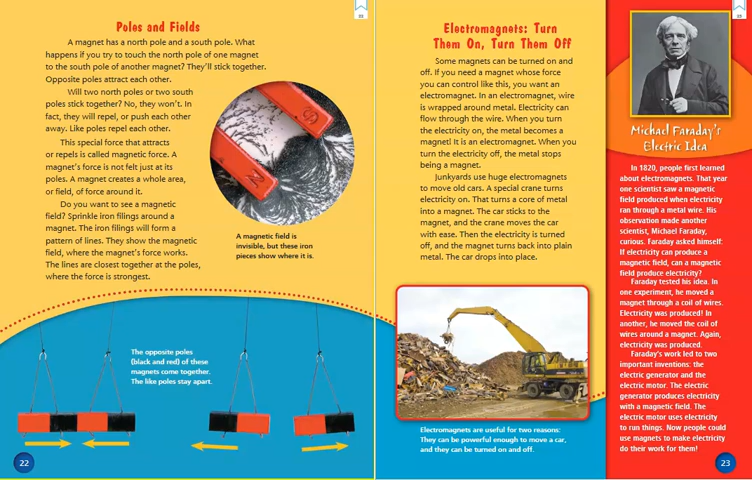 Poles and Fields
A magnet has a north pole and a south pole. What
happens if you try to touch the north pole of one magnet
to the south pole of another magnet? They'll stick together.
Opposite poles attract each other.
Will two north poles or two south
poles stick together? No, they won't. In
fact, they will repel, or push each other
away. Like poles repel each other.
This special force that attracts
or repels is called magnetic force. A
magnet's force is not felt just at its
poles. A magnet creates a whole area,
or field, of force around it.
Do you want to see a magnetic
field? Sprinkle iron filings around a
magnet. The iron filings will form a
pattern of lines. They show the magnetic
field, where the magnet's force works.
The lines are closest together at the poles,
where the force is strongest.
A magnetic field is
invisible, but these iron
pieces show where it is.
The opposite poles
(black and red) of these
magnets come together.
The like poles stay apart.
22
Electromagnets: Turn
Them On, Turn Them Off
Some magnets can be turned on and
off. If you need a magnet whose force
you can control like this, you want an
electromagnet. In an electromagnet, wire
is wrapped around metal. Electricity can
flow through the wire. When you turn
the electricity on, the metal becomes a
magnet! It is an electromagnet. When you
turn the electricity off, the metal stops
being a magnet.
Junkyards use huge electromagnets
to move old cars. A special crane turns
electricity on. That turns a core of metal
into a magnet. The car sticks to the
magnet, and the crane moves the car
with ease. Then the electricity is turned
off, and the magnet turns back into plain
metal. The car drops into place.
Electromagnets are useful for two reasons:
They can be powerful enough to move a car,
and they can be turned on and off.
Michael Faraday's
Electric Idea
In 1820, people first learned
about electromagnets. That year
one scientist saw a magnetic
field produced when electricity
ran through a metal wire. His
observation made another
scientist, Michael Faraday,
curious. Faraday asked himself:
If electricity can produce a
magnetic field, can a magnetic
field produce electricity?
Faraday tested his idea. In
one experiment, he moved a
magnet through a coil of wires.
Electricity was produced! In
another, he moved the coil of
wires around a magnet. Again,
electricity was produced.
Faraday's work led to two
important inventions: the
electric generator and the
electric motor. The electric
generator produces electricity
with a magnetic field. The
electric motor uses electricity
to run things. Now people could
use magnets to make electricity
do their work for them!
23